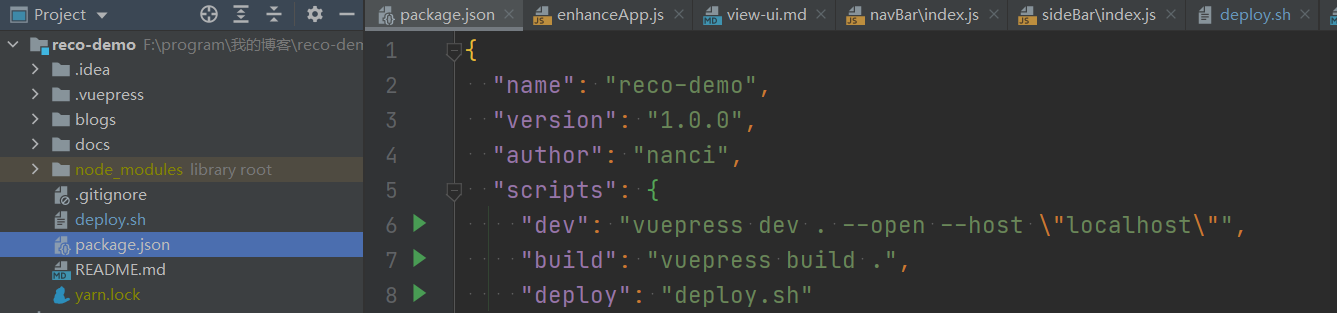 Project
package.json
enhanceApp.js
view-ui.md
navBar\index.js
sideBar\index.js
deploy.sh
reco-demo F:\program\我的博客\reco-den
.idea
.vuepress
blogs
docs
node_modules library root
.gitignore
deploy.sh
package.json
README.md
yarn.lock
1 {
2 "name": "reco-demo",
3 "version": "1.0.0",
4 "author": "nanci",
5 "scripts": {
6 "dev": "vuepress dev . --open --host \"localhost\"",
7 "build": "vuepress build .",
8 "deploy": "deploy.sh"